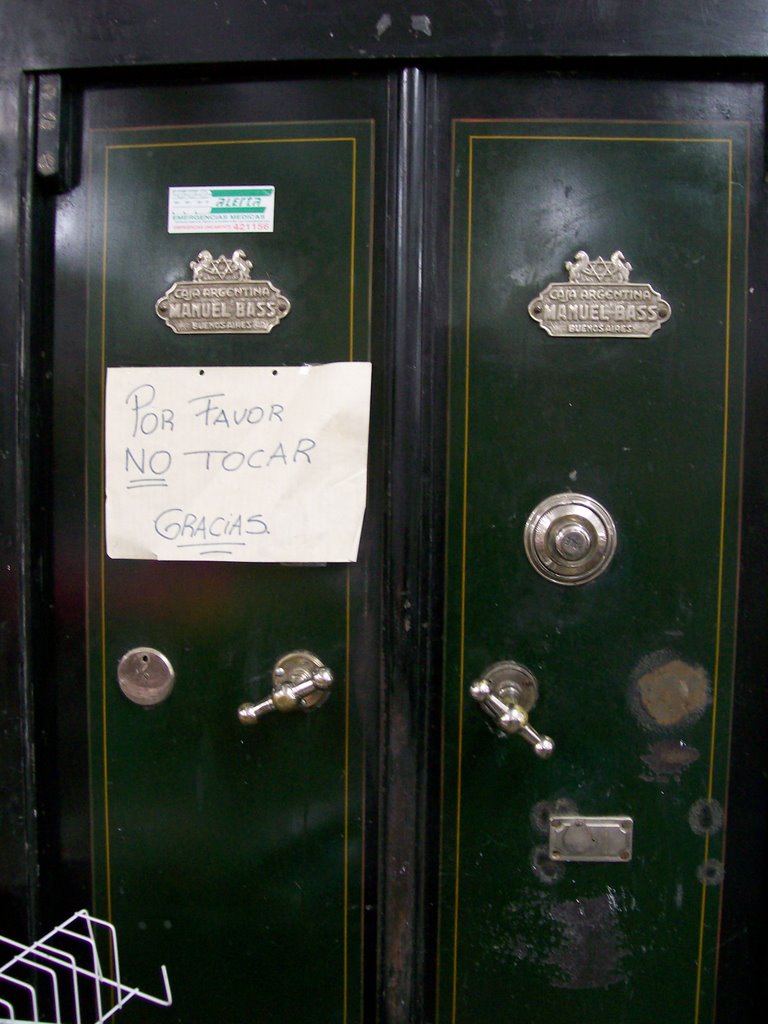 ALERTA
EMERGENCIAS MEDICAS
421156
CAJA ARGENTINA
MANUEL BASS
BUENOS AIRES
POR FAVOR
NO TOCAR
GRACIAS.
CAJA ARGENTINA
MANUEL BASS
BUENOS AIRES